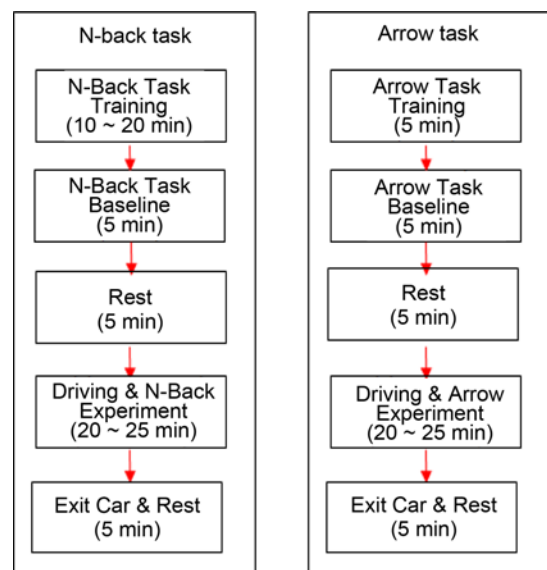 N-back task
N-Back Task
Training
(10 ~ 20 min)
N-Back Task
Baseline
(5 min)
Rest
(5 min)
Driving & N-Back
Experiment
(20 ~ 25 min)
Exit Car & Rest
(5 min)
Arrow task
Arrow Task
Training
(5 min)
Arrow Task
Baseline
(5 min)
Rest
(5 min)
Driving & Arrow
Experiment
(20 ~ 25 min)
Exit Car & Rest
(5 min)